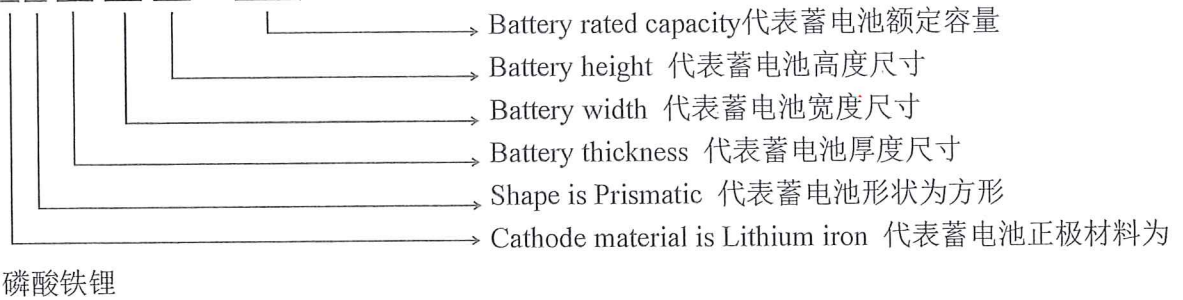 Battery rated capacity代表蓄电池额定容量
Battery height 代表蓄电池高度尺寸
Battery width 代表蓄电池宽度尺寸
Battery thickness 代表蓄电池厚度尺寸
Shape is Prismatic 代表蓄电池形状为方形
Cathode material is Lithium iron 代表蓄电池正极材料为
磷酸铁锂